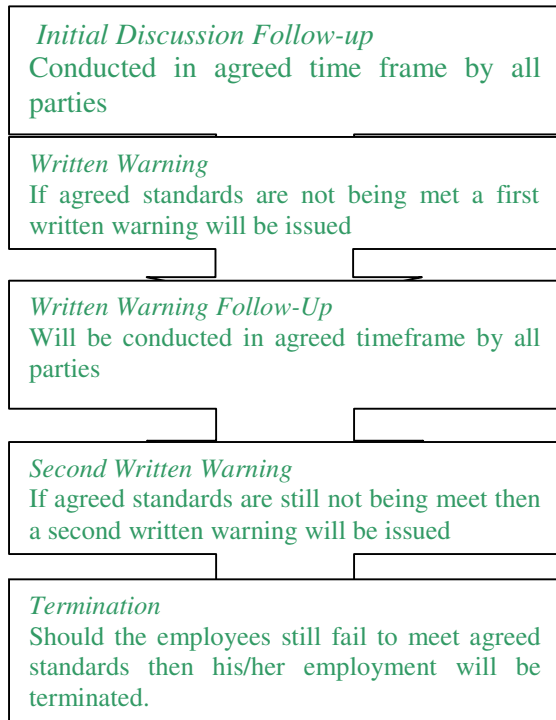 Initial Discussion Follow-up
Conducted in agreed time frame by all
parties
Written Warning
If agreed standards are not being met a first
written warning will be issued
Written Warning Follow-Up
Will be conducted in agreed timeframe by all
parties
Second Written Warning
If agreed standards are still not being meet then
a second written warning will be issued
Termination
Should the employees still fail to meet agreed
standards then his/her employment will be
terminated.